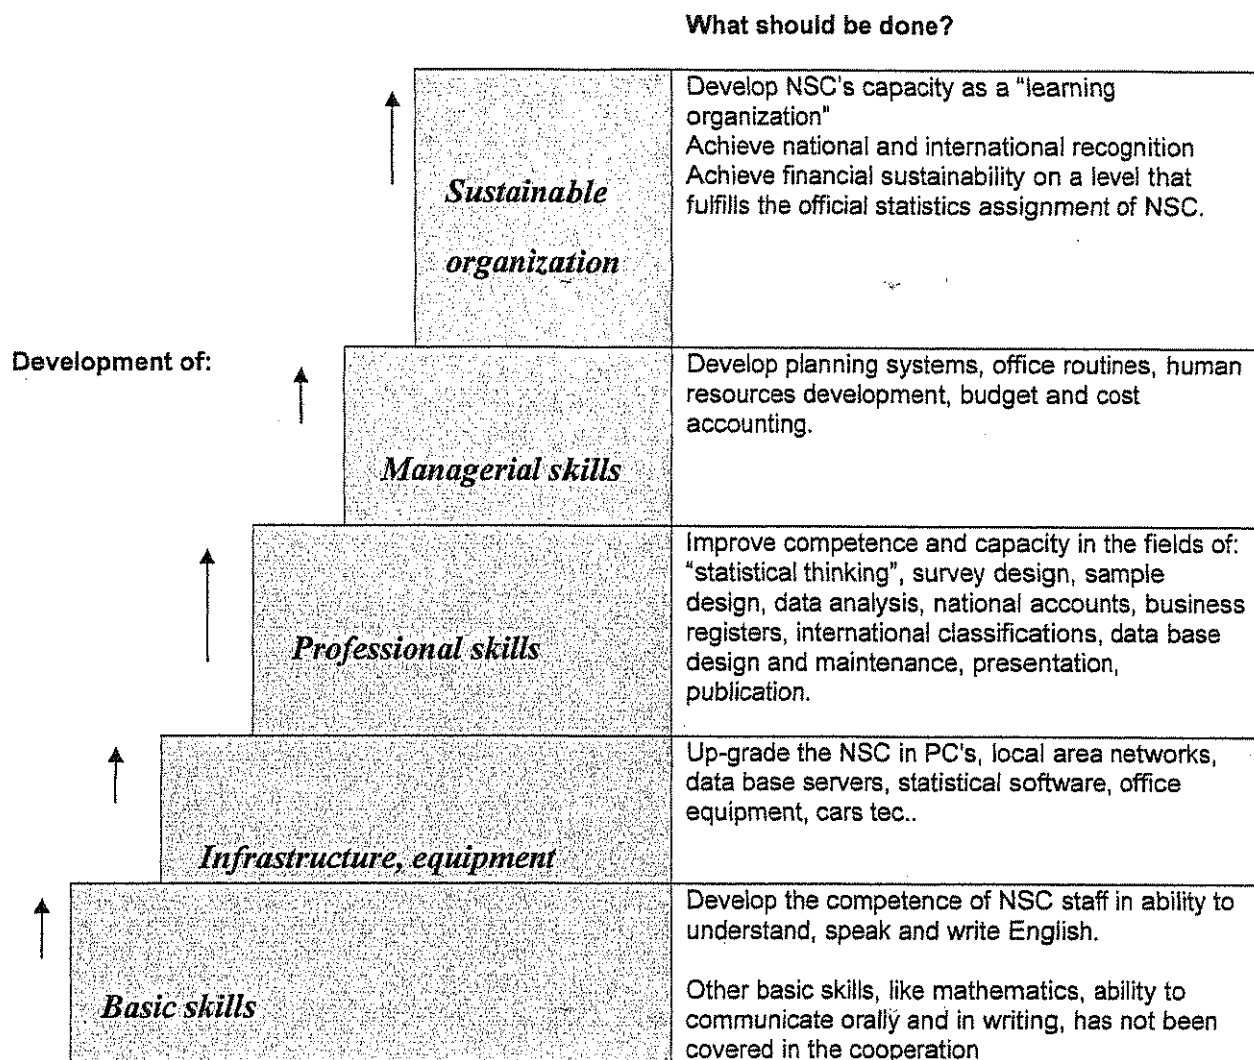 What should be done?
Sustainable
organization
Develop NSC's capacity as a "learning
organization"
Achieve national and international recognition
Achieve financial sustainability on a level that
fulfills the official statistics assignment of NSC.
Development of:
Managerial skills
Develop planning systems, office routines, human
resources development, budget and cost
accounting.
Professional skills
Improve competence and capacity in the fields of:
"statistical thinking", survey design, sample
design, data analysis, national accounts, business
registers, international classifications, data base
design and maintenance, presentation,
publication.
Infrastructure, equipment
Up-grade the NSC in PC's, local area networks,
data base servers, statistical software, office
equipment, cars tec..
Basic skills
Develop the competence of NSC staff in ability to
understand, speak and write English.
Other basic skills, like mathematics, ability to
communicate orally and in writing, has not been
covered in the cooperation